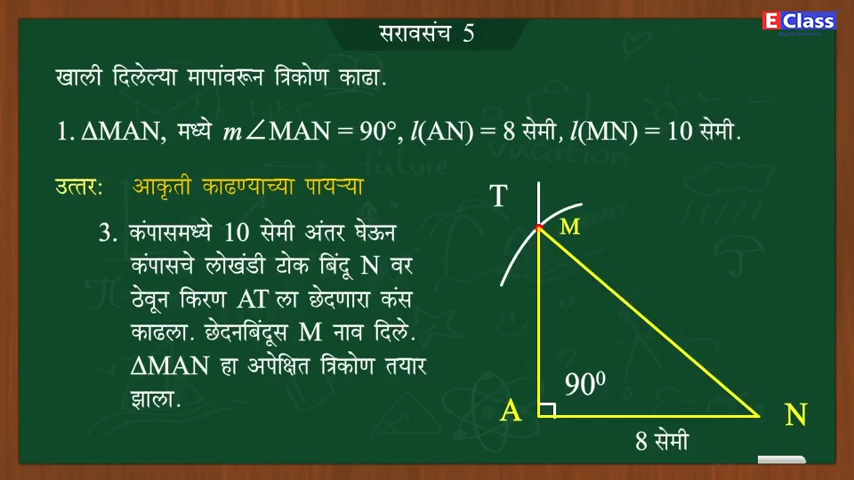 E Class
सरावसंच 5
खाली दिलेल्या मापांवरून त्रिकोण काढा.
1. ΔMAN, मध्ये m∠MAN = 90°, l(AN) = 8 सेमी, l(MN) = 10 सेमी.
उत्तर: आकृती काढण्याच्या पायऱ्या
3. कंपासमध्ये 10 सेमी अंतर घेऊन
कंपासचे लोखंडी टोक बिंदू N वर
ठेवून किरण AT ला छेदणारा कंस
काढला. छेदनबिंदूस M नाव दिले.
ΔMAN हा अपेक्षित त्रिकोण तयार
झाला.
T
M
90⁰
A
N
8 सेमी